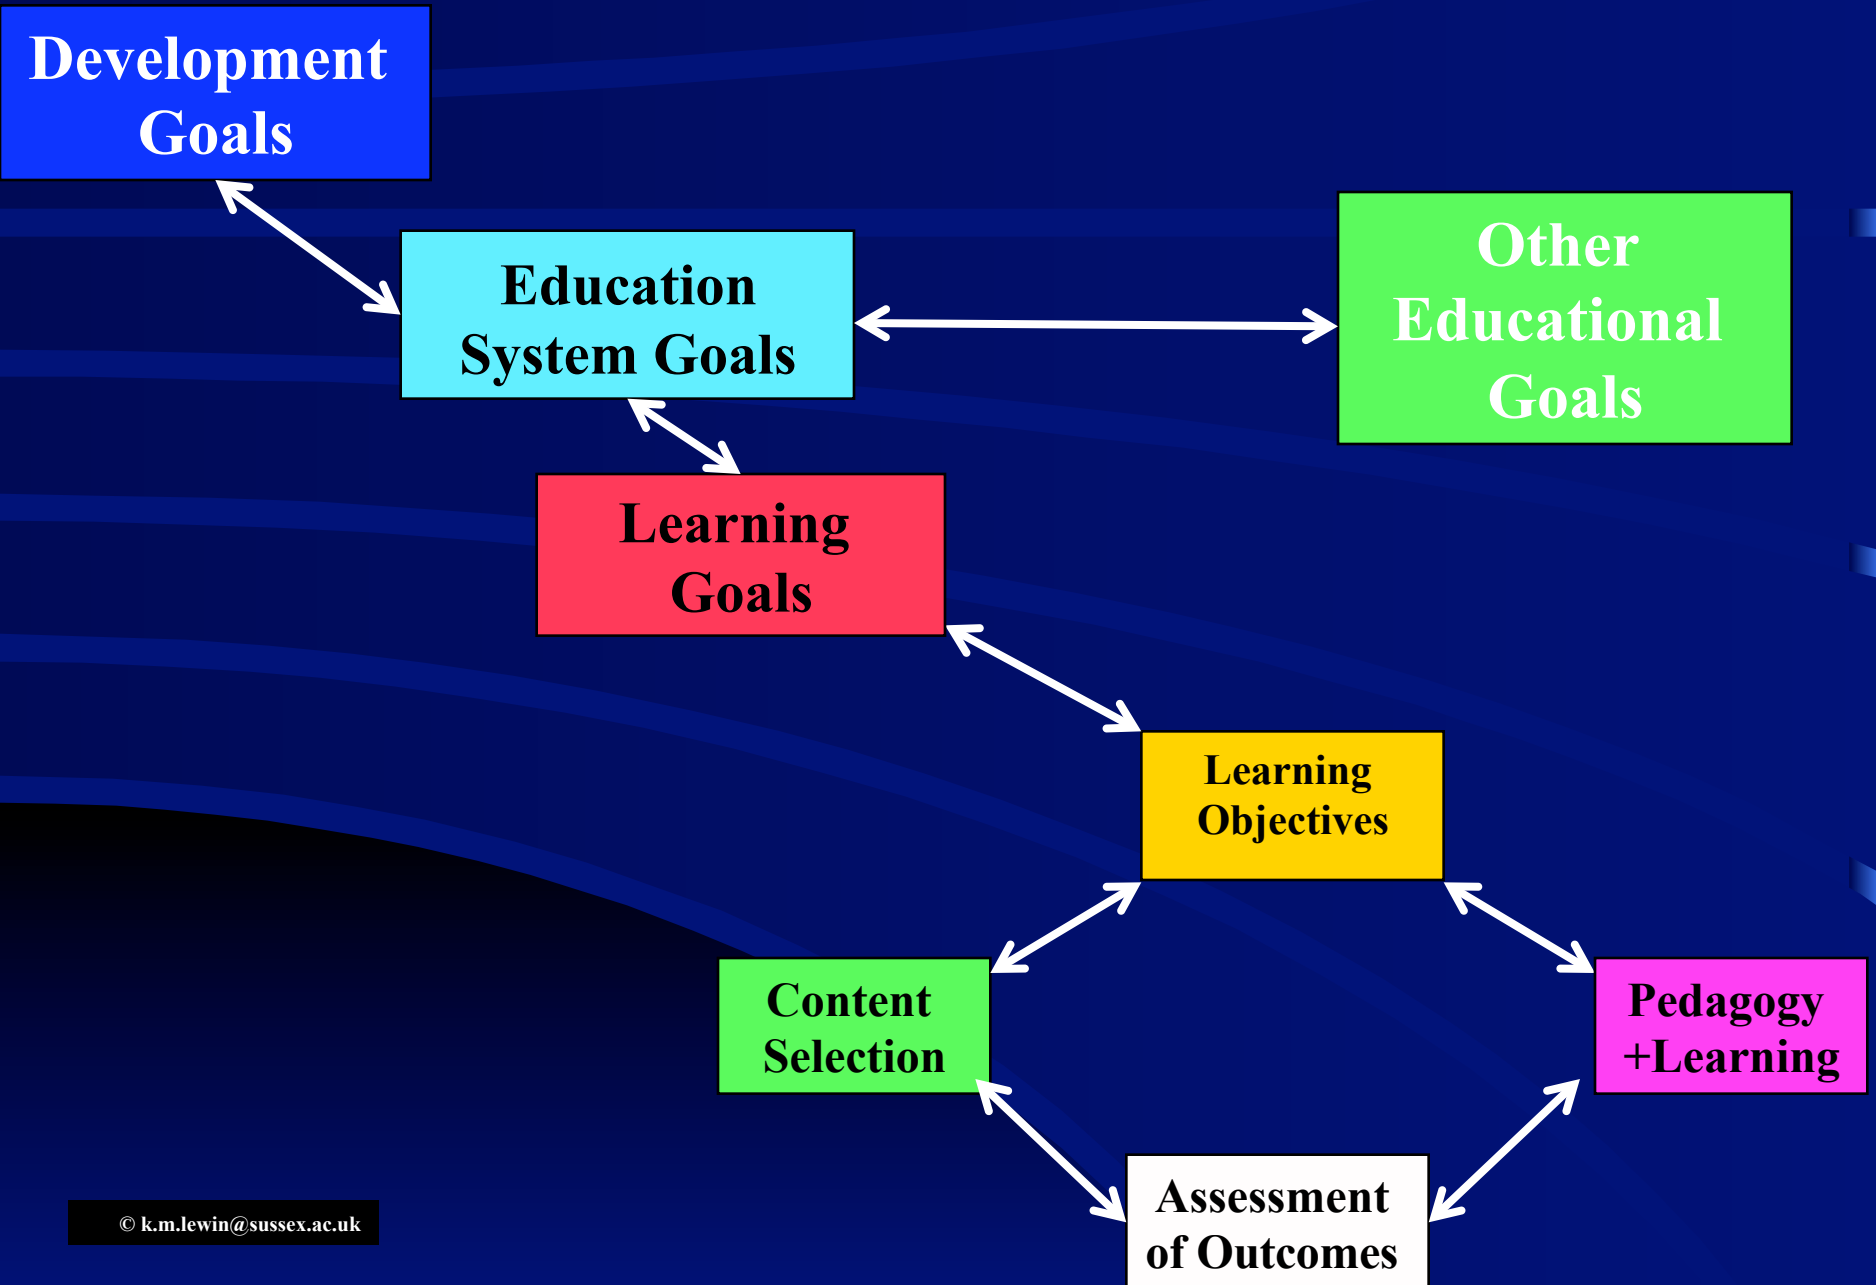 Development
Goals
Education
System Goals
Other
Educational
Goals
Learning
Goals
Learning
Objectives
Content
Selection
Pedagogy
+Learning
Assessment
of Outcomes
© k.m.lewin@sussex.ac.uk